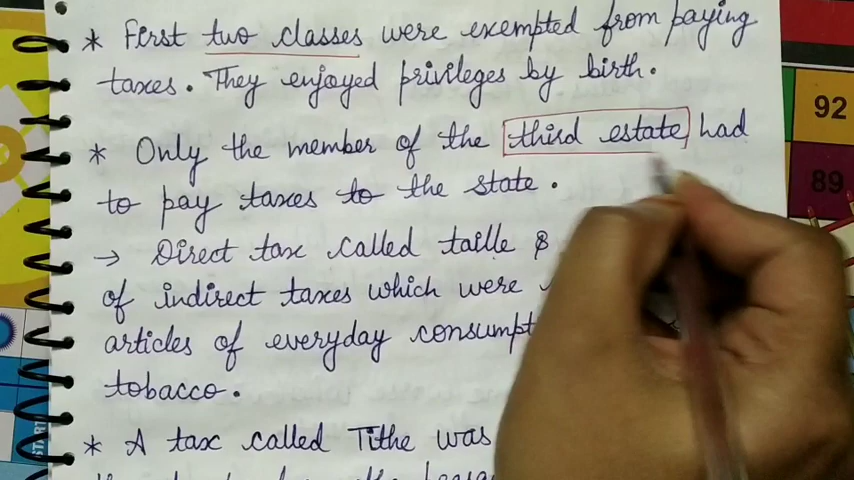 * First two classes were exempted from paying
taxes. They enjoyed privileges by birth.
* Only the member of the third estate had
to pay taxes to the state.
→ Direct tax called taille &
of indirect taxes which were
articles of everyday
tobacco.
* A tax called Tithe was
92
89
START